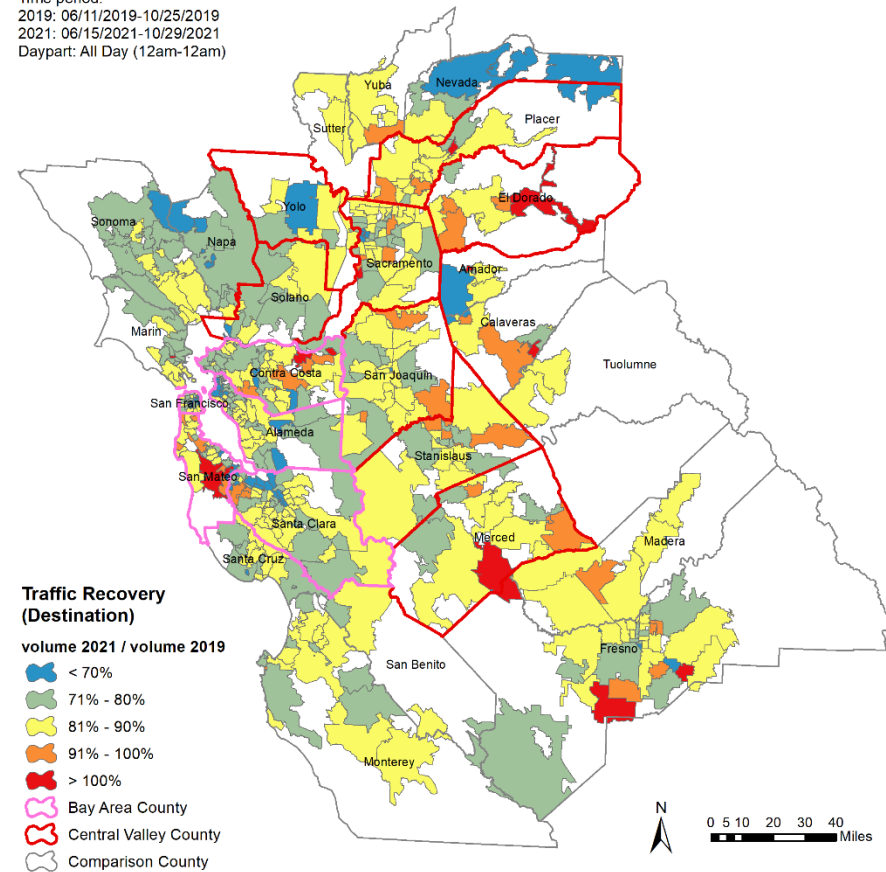 Time period:
2019: 06/11/2019-10/25/2019
2021: 06/15/2021-10/29/2021
Daypart: All Day (12am-12am)
Yuba
Nevada
Sutter
Placer
El Dorado
Yolo
Sonoma
Napa
Sacramento
Amador
Solano
Marin
Calaveras
Tuolumne
Contra Costa
San Joaquin
San Francisco
Alameda
Stanislaus
San Mateo
Santa Clara
Merced
Madera
Santa Cruz
Traffic Recovery
(Destination)
volume 2021 / volume 2019
< 70%
71% - 80%
81% - 90%
91% - 100%
> 100%
Bay Area County
Central Valley County
Comparison County
San Benito
Fresno
Monterey
N
0 5 10 20 30 40
Miles